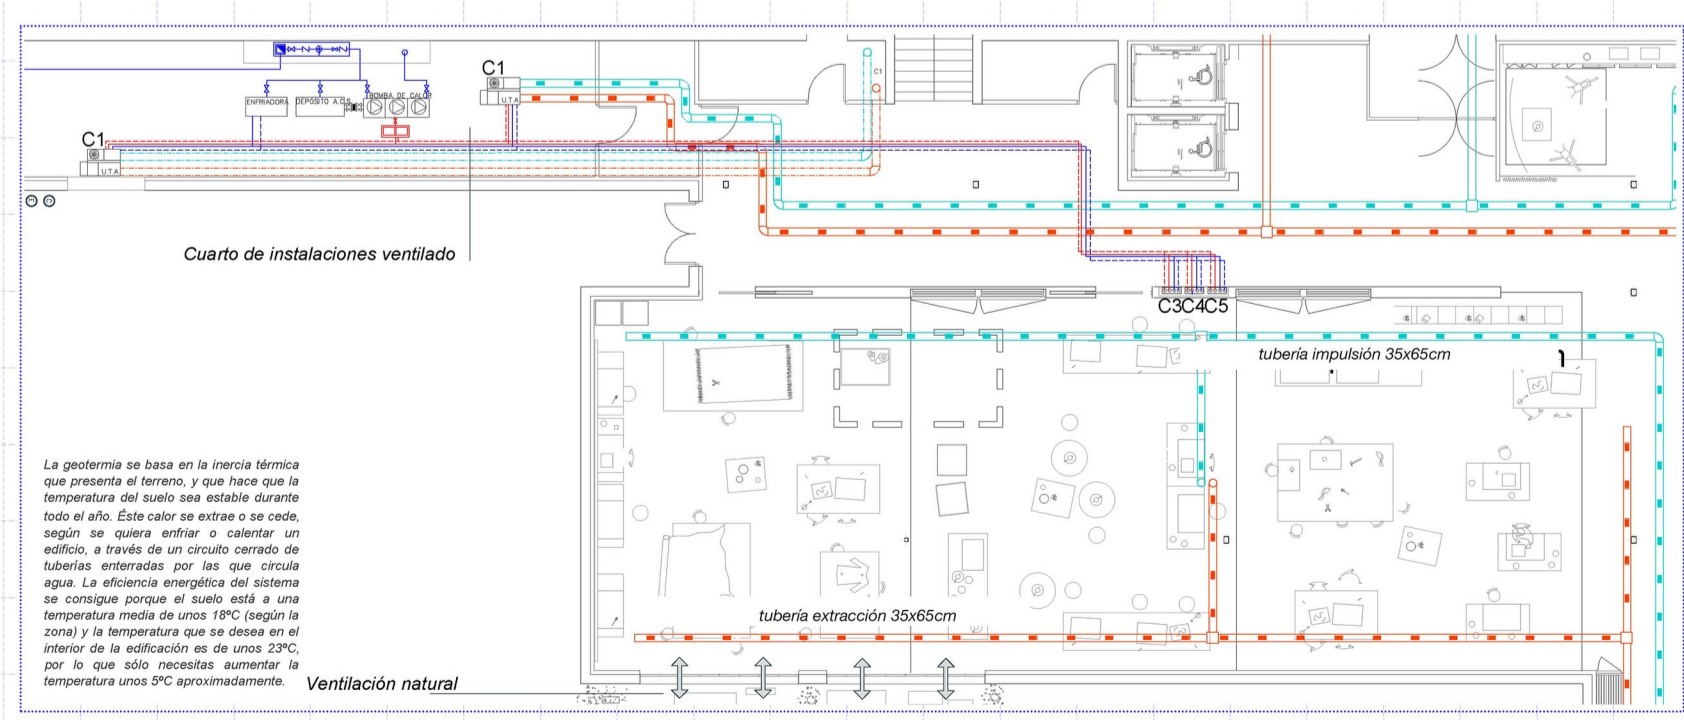 C1
C1
ENFRIADORA
DEPÓSITO A.C.S
BOMBA DE CALOR
U.T.A
C1
U.T.A
Cuarto de instalaciones ventilado
C3C4C5
tubería impulsión 35x65cm
La geotermia se basa en la inercia térmica
que presenta el terreno, y que hace que la
temperatura del suelo sea estable durante
todo el año. Éste calor se extrae o se cede,
según se quiera enfriar o calentar un
edificio, a través de un circuito cerrado de
tuberías enterradas por las que circula
agua. La eficiencia energética del sistema
se consigue porque el suelo está a una
temperatura media de unos 18ºC (según la
zona) y la temperatura que se desea en el
interior de la edificación es de unos 23ºC,
por lo que sólo necesitas aumentar la
temperatura unos 5ºC aproximadamente.
tubería extracción 35x65cm
Ventilación natural